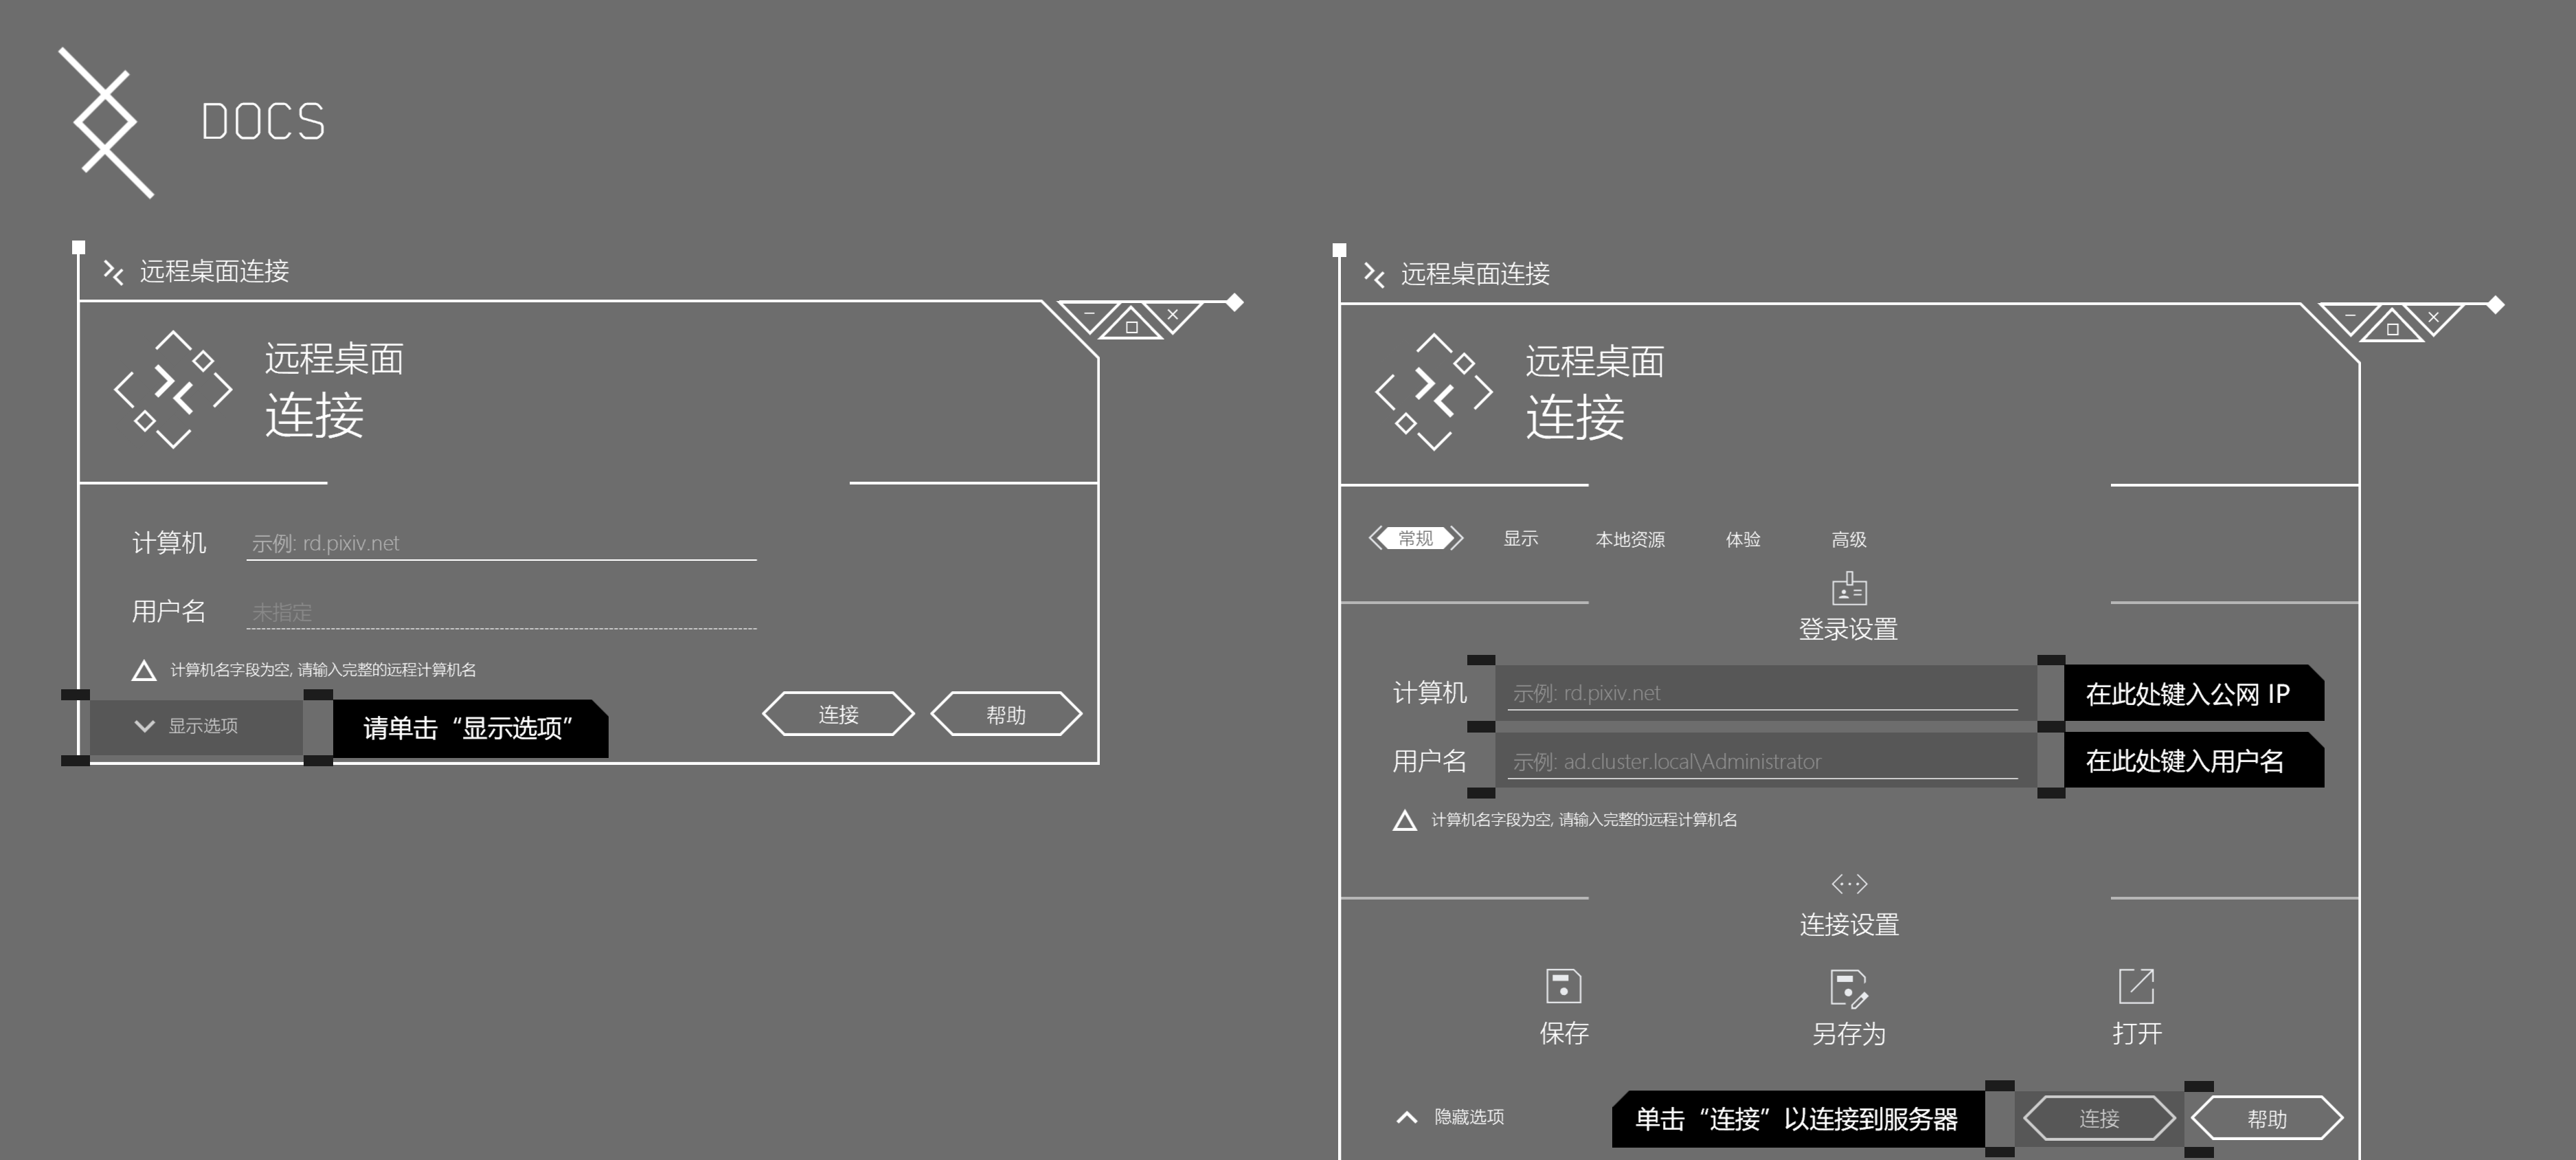 DOCS
远程桌面连接
远程桌面
连接
计算机 示例: rd.pixiv.net
用户名 未指定
计算机名字段为空, 请输入完整的远程计算机名
显示选项 请单击“显示选项” 连接 帮助
远程桌面连接
远程桌面
连接
常规 显示 本地资源 体验 高级
登录设置
计算机 示例: rd.pixiv.net 在此处键入公网 IP
用户名 示例: ad.cluster.local\Administrator 在此处键入用户名
计算机名字段为空, 请输入完整的远程计算机名
连接设置
保存 另存为 打开
隐藏选项 单击“连接”以连接到服务器 连接 帮助